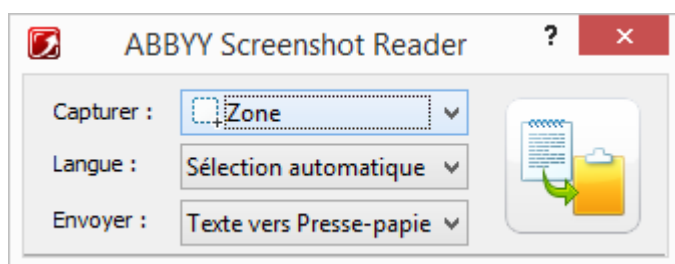 ABBYY Screenshot Reader ? ×
Capturer : Zone
Langue : Sélection automatique
Envoyer : Texte vers Presse-papie